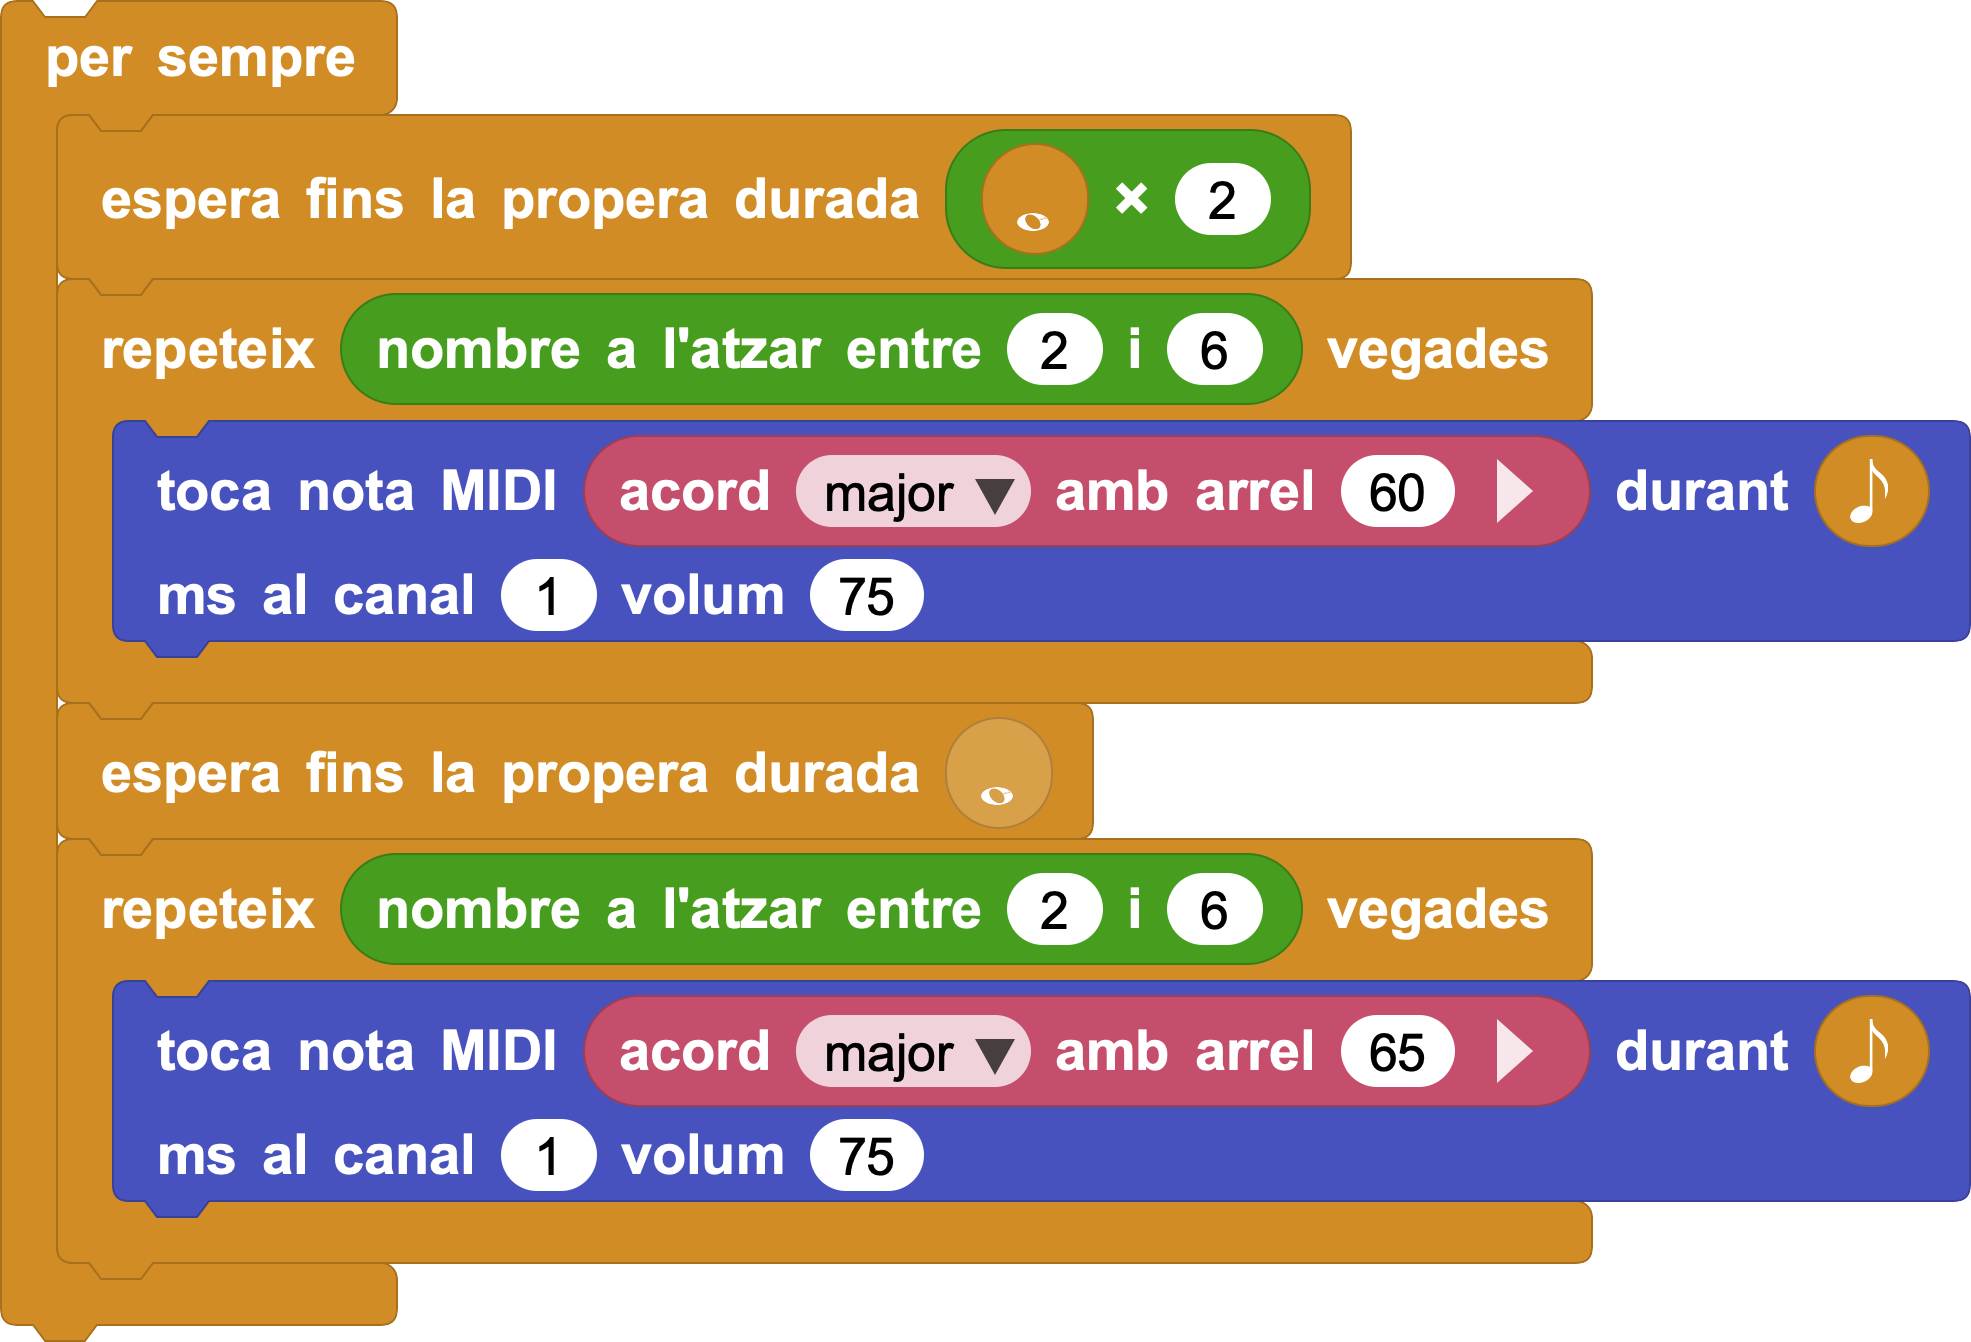 per sempre
espera fins la propera durada 𝅝 × 2
repeteix nombre a l'atzar entre 2 i 6 vegades
toca nota MIDI acord major ▼ amb arrel 60 ▶ durant ♪
ms al canal 1 volum 75
espera fins la propera durada 𝅝
repeteix nombre a l'atzar entre 2 i 6 vegades
toca nota MIDI acord major ▼ amb arrel 65 ▶ durant ♪
ms al canal 1 volum 75